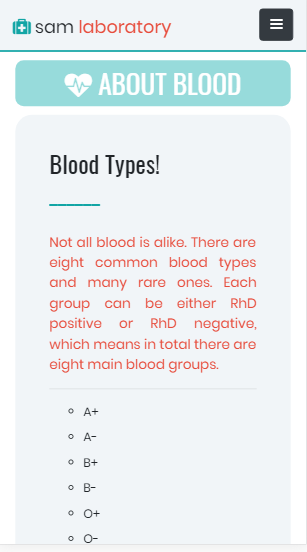 sam laboratory
ABOUT BLOOD
Blood Types!
Not all blood is alike. There are
eight common blood types
and many rare ones. Each
group can be either RhD
positive or RhD negative,
which means in total there are
eight main blood groups.
A+
A-
B+
B-
O+
O-